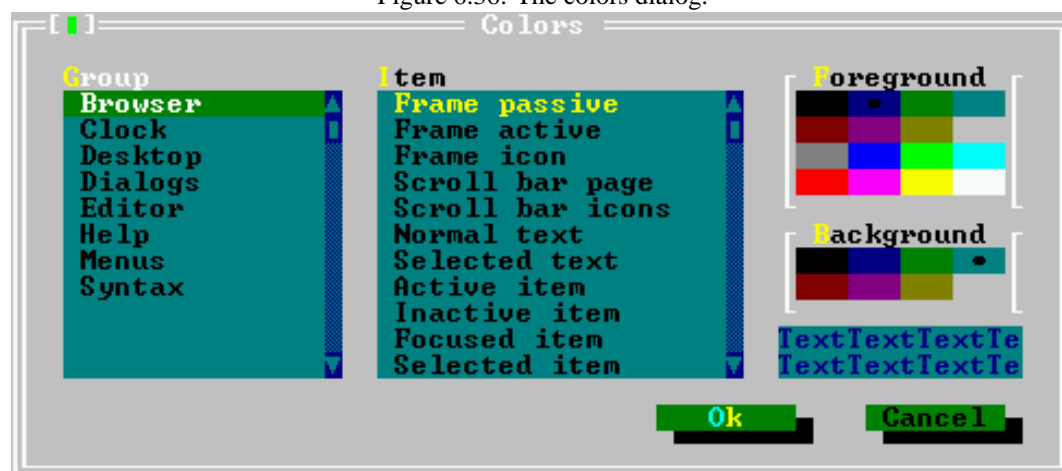 Figure 6.38: The colors dialog.
[ ] Colors
Group
Browser
Clock
Desktop
Dialogs
Editor
Help
Menus
Syntax
Item
Frame passive
Frame active
Frame icon
Scroll bar page
Scroll bar icons
Normal text
Selected text
Active item
Inactive item
Focused item
Selected item
Foreground
Background
TextTextTextTe
TextTextTextTe
Ok
Cancel